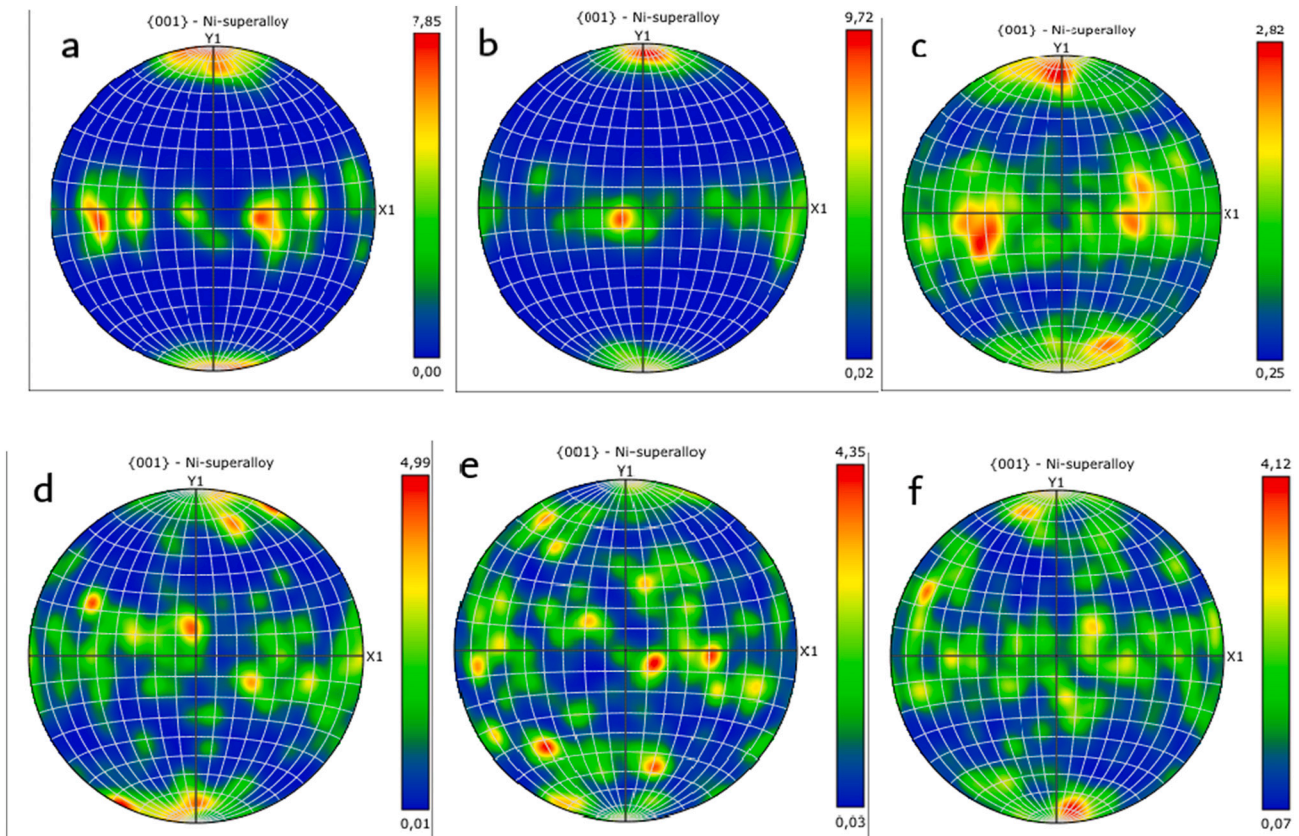 a
{001} - Ni-superalloy
Y1
X1
7,85
0,00
b
{001} - Ni-superalloy
Y1
X1
9,72
0,02
c
{001} - Ni-superalloy
Y1
X1
2,82
0,25
d
{001} - Ni-superalloy
Y1
X1
4,99
0,01
e
{001} - Ni-superalloy
Y1
X1
4,35
0,03
f
{001} - Ni-superalloy
Y1
X1
4,12
0,07